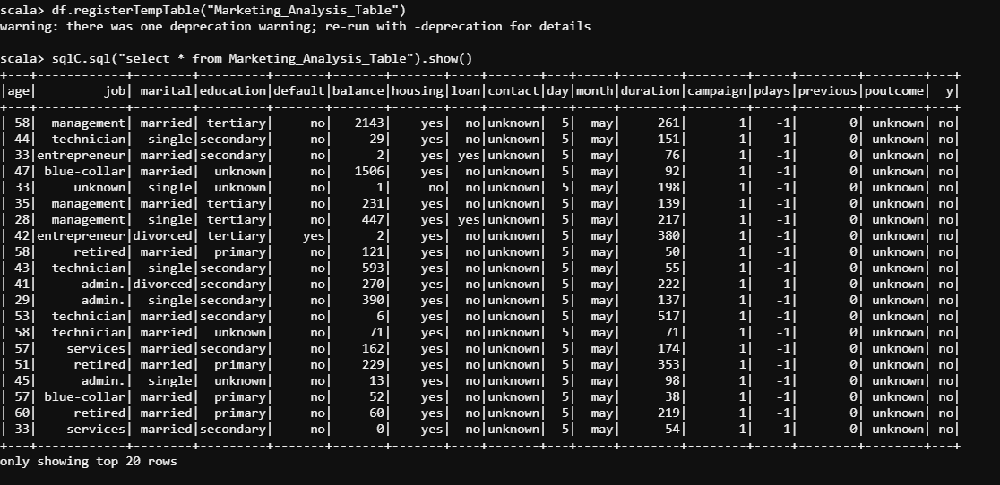 scala> df.registerTempTable("Marketing_Analysis_Table")
warning: there was one deprecation warning; re-run with -deprecation for details
scala> sqlC.sql("select * from Marketing_Analysis_Table").show()
+---+------------+--------+---------+-------+-------+-------+----+-------+---+-----+--------+--------+-----+--------+--------+---+
|age|         job| marital|education|default|balance|housing|loan|contact|day|month|duration|campaign|pdays|previous|poutcome|  y|
+---+------------+--------+---------+-------+-------+-------+----+-------+---+-----+--------+--------+-----+--------+--------+---+
| 58|  management| married| tertiary|     no|   2143|    yes|  no|unknown|  5|  may|     261|       1|   -1|       0| unknown| no|
| 44|  technician|  single|secondary|     no|     29|    yes|  no|unknown|  5|  may|     151|       1|   -1|       0| unknown| no|
| 33|entrepreneur| married|secondary|     no|      2|    yes| yes|unknown|  5|  may|      76|       1|   -1|       0| unknown| no|
| 47| blue-collar| married|  unknown|     no|   1506|    yes|  no|unknown|  5|  may|      92|       1|   -1|       0| unknown| no|
| 33|     unknown|  single|  unknown|     no|      1|     no|  no|unknown|  5|  may|     198|       1|   -1|       0| unknown| no|
| 35|  management| married| tertiary|     no|    231|    yes|  no|unknown|  5|  may|     139|       1|   -1|       0| unknown| no|
| 28|  management|  single| tertiary|     no|    447|    yes| yes|unknown|  5|  may|     217|       1|   -1|       0| unknown| no|
| 42|entrepreneur|divorced| tertiary|    yes|      2|    yes|  no|unknown|  5|  may|     380|       1|   -1|       0| unknown| no|
| 58|     retired| married|  primary|     no|    121|    yes|  no|unknown|  5|  may|      50|       1|   -1|       0| unknown| no|
| 43|  technician|  single|secondary|     no|    593|    yes|  no|unknown|  5|  may|      55|       1|   -1|       0| unknown| no|
| 41|      admin.|divorced|secondary|     no|    270|    yes|  no|unknown|  5|  may|     222|       1|   -1|       0| unknown| no|
| 29|      admin.|  single|secondary|     no|    390|    yes|  no|unknown|  5|  may|     137|       1|   -1|       0| unknown| no|
| 53|  technician| married|secondary|     no|      6|    yes|  no|unknown|  5|  may|     517|       1|   -1|       0| unknown| no|
| 58|  technician| married|  unknown|     no|     71|    yes|  no|unknown|  5|  may|      71|       1|   -1|       0| unknown| no|
| 57|    services| married|secondary|     no|    162|    yes|  no|unknown|  5|  may|     174|       1|   -1|       0| unknown| no|
| 51|     retired| married|  primary|     no|    229|    yes|  no|unknown|  5|  may|     353|       1|   -1|       0| unknown| no|
| 45|      admin.|  single|  unknown|     no|     13|    yes|  no|unknown|  5|  may|      98|       1|   -1|       0| unknown| no|
| 57| blue-collar| married|  primary|     no|     52|    yes|  no|unknown|  5|  may|      38|       1|   -1|       0| unknown| no|
| 60|     retired| married|  primary|     no|     60|    yes|  no|unknown|  5|  may|     219|       1|   -1|       0| unknown| no|
| 33|    services| married|secondary|     no|      0|    yes|  no|unknown|  5|  may|      54|       1|   -1|       0| unknown| no|
+---+------------+--------+---------+-------+-------+-------+----+-------+---+-----+--------+--------+-----+--------+--------+---+
only showing top 20 rows